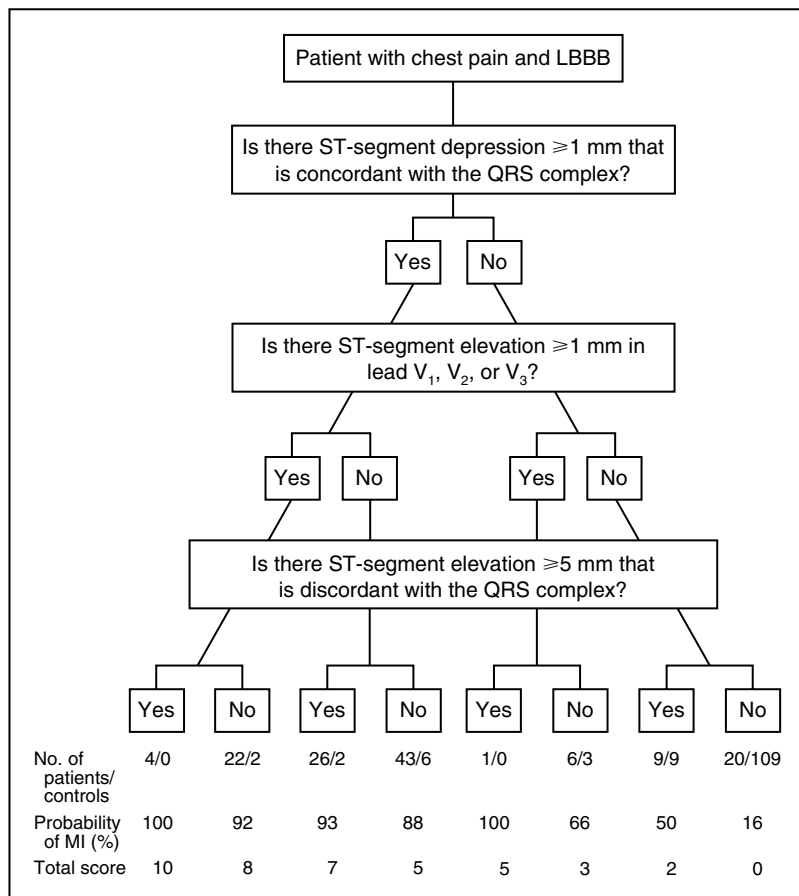 Patient with chest pain and LBBB
Is there ST-segment depression ⩾1 mm that
is concordant with the QRS complex?
Yes No
Is there ST-segment elevation ⩾1 mm in
lead V₁, V₂, or V₃?
Yes No Yes No
Is there ST-segment elevation ⩾5 mm that
is discordant with the QRS complex?
Yes No Yes No Yes No Yes No
No. of 4/0 22/2 26/2 43/6 1/0 6/3 9/9 20/109
patients/
controls
Probability 100 92 93 88 100 66 50 16
of MI (%)
Total score 10 8 7 5 5 3 2 0